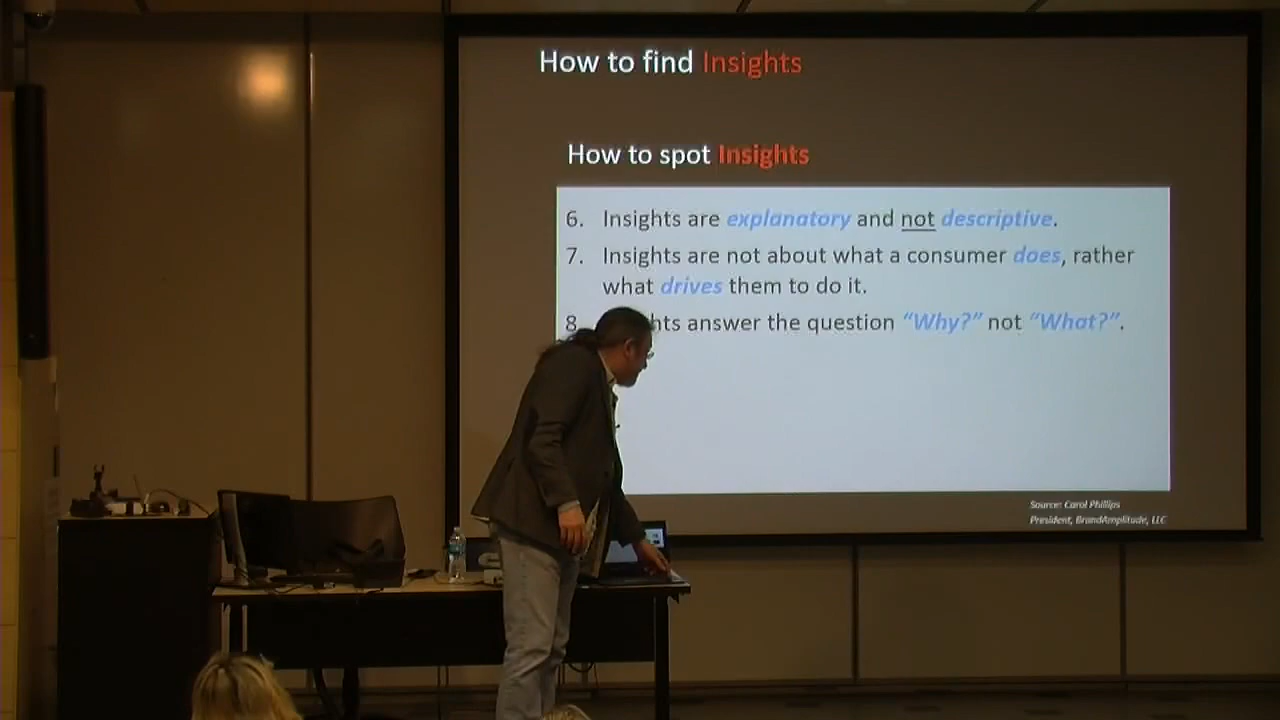 How to find Insights
How to spot Insights
6. Insights are explanatory and not descriptive.
7. Insights are not about what a consumer does, rather
what drives them to do it.
8 hts answer the question “Why?” not “What?”.
Source: Carol Phillips
President, BrandAmplitude, LLC